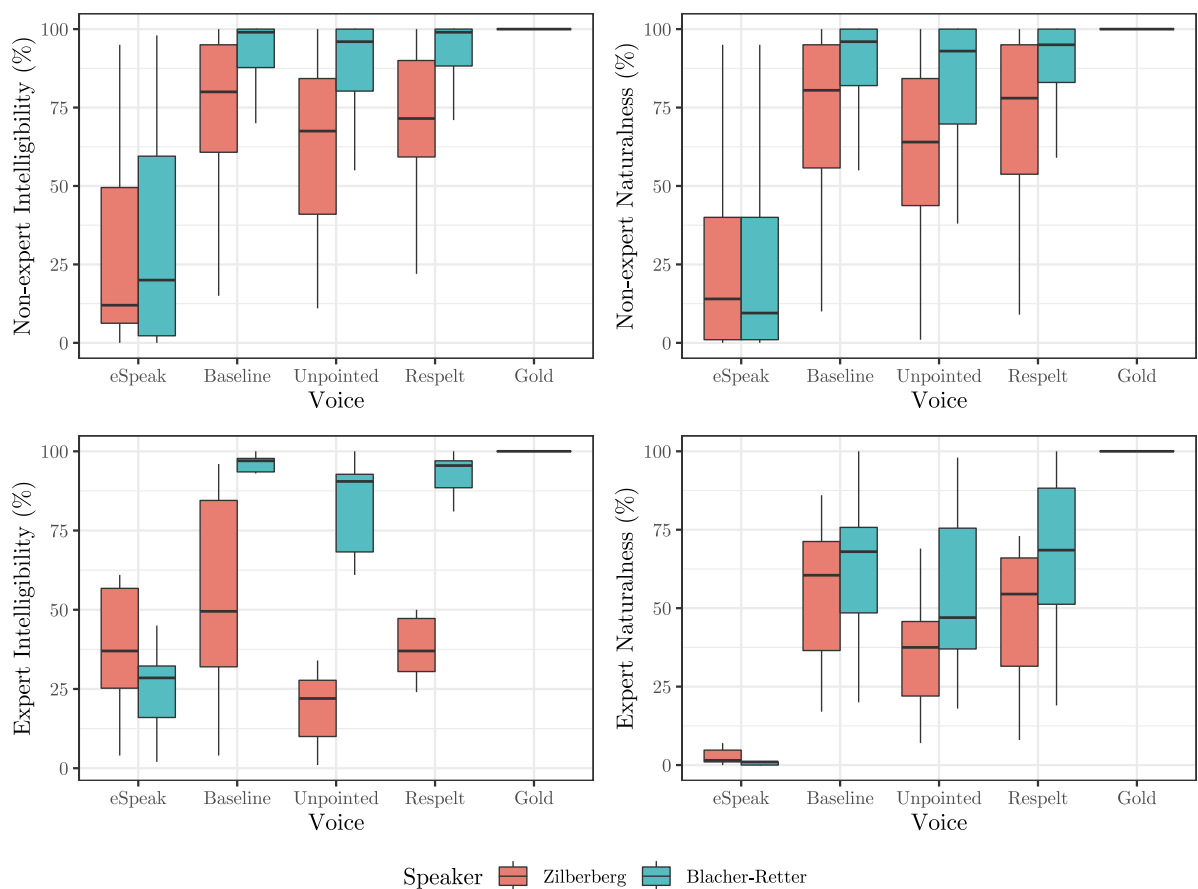 Non-expert Intelligibility (%)
100
75
50
25
0
eSpeak Baseline Unpointed Respelt Gold
Voice
Non-expert Naturalness (%)
100
75
50
25
0
eSpeak Baseline Unpointed Respelt Gold
Voice
Expert Intelligibility (%)
100
75
50
25
0
eSpeak Baseline Unpointed Respelt Gold
Voice
Expert Naturalness (%)
100
75
50
25
0
eSpeak Baseline Unpointed Respelt Gold
Voice
Speaker Zilberberg Blacher-Retter